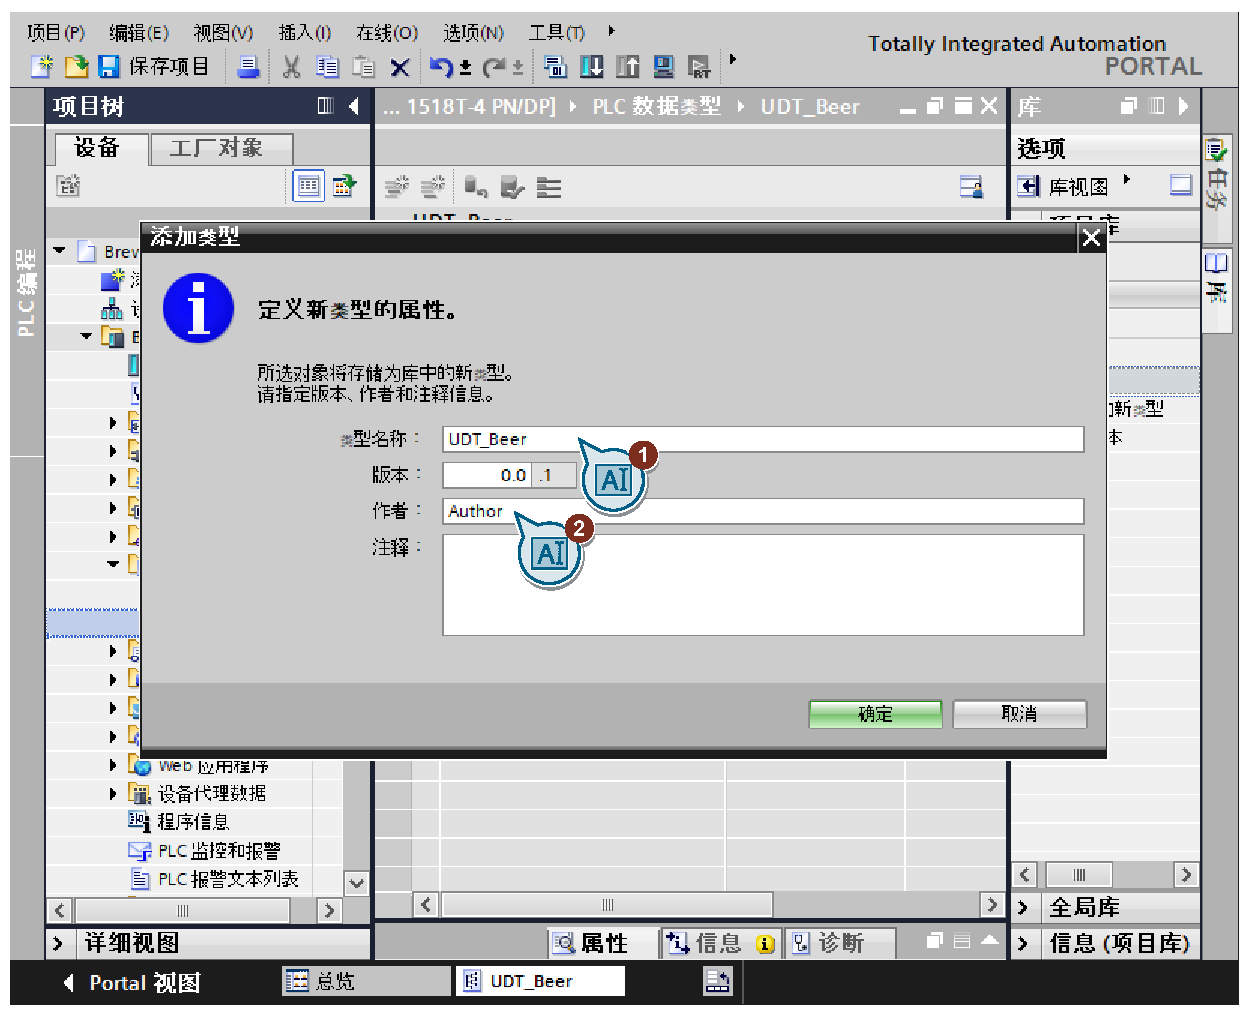 项目(P) 编辑(E) 视图(V) 插入(I) 在线(O) 选项(N) 工具(T)
保存项目
Totally Integrated Automation
PORTAL
项目树
... 1518T-4 PN/DP] PLC 数据类型 UDT_Beer
库
设备 工厂对象
选项
库视图
任务
库
PLC 编程
UDT_Beer
项目库
Brew
添加类型
定义新类型的属性。
所选对象将存储为库中的新类型。
请指定版本、作者和注释信息。
新类型
本
类型名称： UDT_Beer
1
AI
版本： 0.0 .1
作者： Author
2
AI
注释：
确定 取消
Web 应用程序
设备代理数据
程序信息
PLC 监控和报警
PLC 报警文本列表
全局库
详细视图
属性 信息 诊断
信息 (项目库)
Portal 视图 总览 UDT_Beer